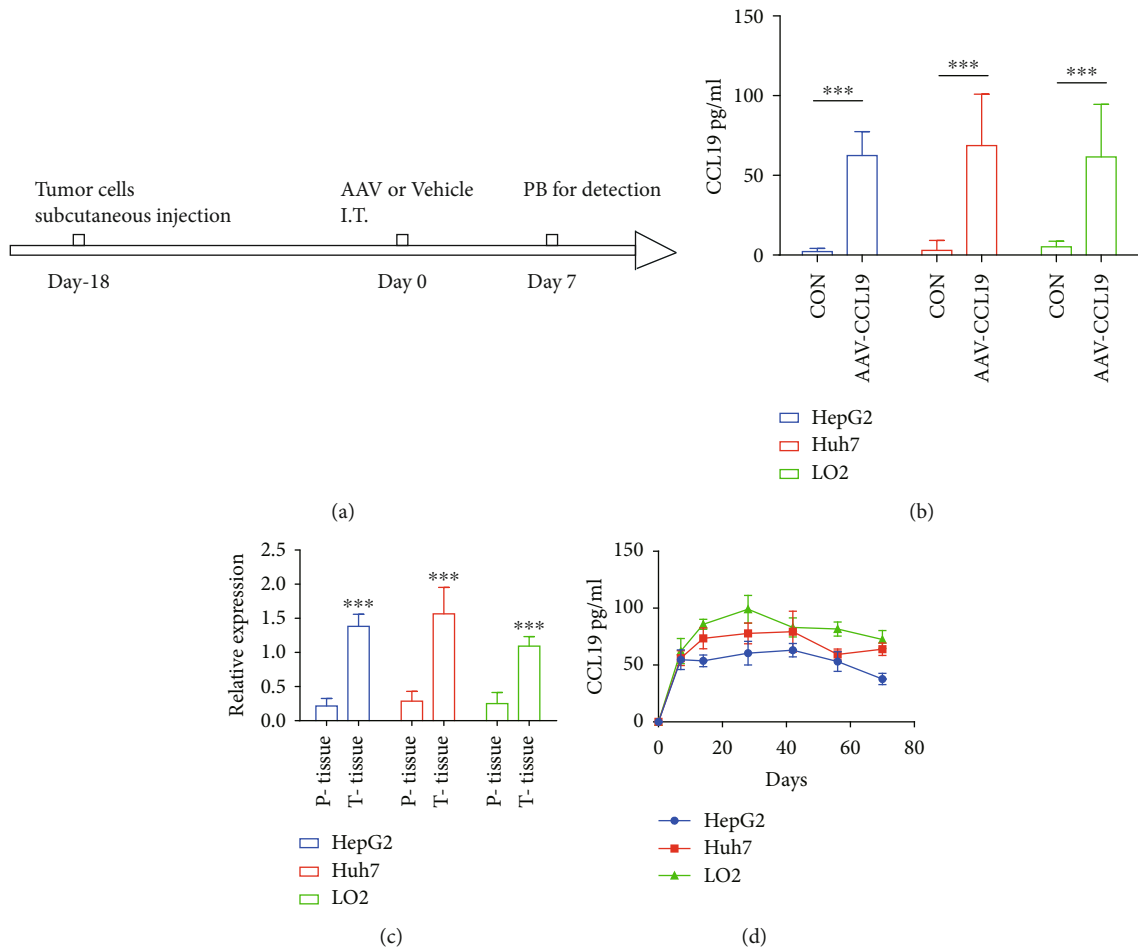 Tumor cells
subcutaneous injection
AAV or Vehicle
I.T.
PB for detection
Day-18
Day 0
Day 7
(a)
CCL19 pg/ml
150
100
50
0
***
***
***
CON
AAV-CCL19
CON
AAV-CCL19
CON
AAV-CCL19
HepG2
Huh7
LO2
(b)
Relative expression
2.5
2.0
1.5
1.0
0.5
0.0
***
***
***
P- tissue
T- tissue
P- tissue
T- tissue
P- tissue
T- tissue
HepG2
Huh7
LO2
(c)
CCL19 pg/ml
150
100
50
0
0
20
40
60
80
Days
HepG2
Huh7
LO2
(d)